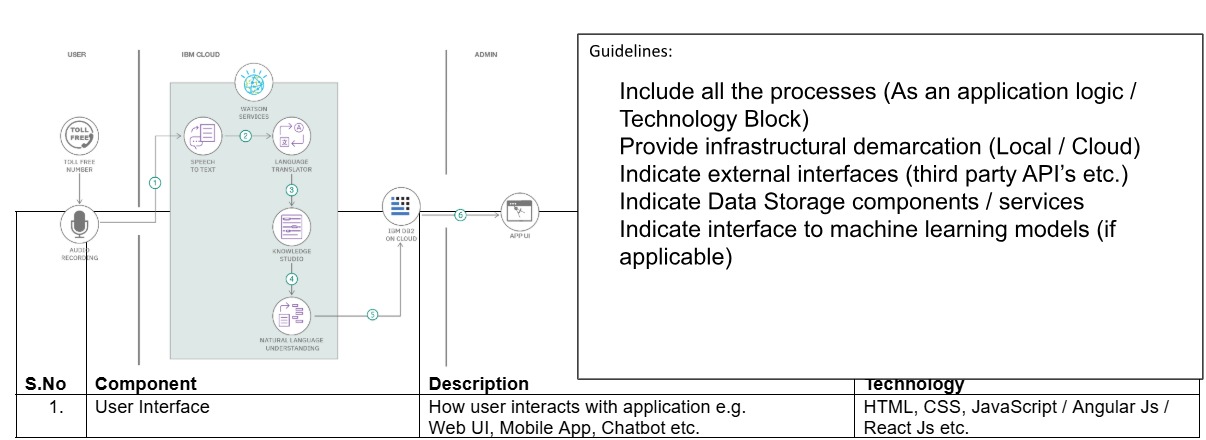 USER
IBM CLOUD
ADMIN
WATSON
SERVICES
TOLL
FREE
TOLL FREE
NUMBER
SPEECH
TO TEXT
2
LANGUAGE
TRANSLATOR
1
3
AUDIO
RECORDING
KNOWLEDGE
STUDIO
IBM DB2
ON CLOUD
6
APP UI
4
5
NATURAL LANGUAGE
UNDERSTANDING
Guidelines:
Include all the processes (As an application logic /
Technology Block)
Provide infrastructural demarcation (Local / Cloud)
Indicate external interfaces (third party API’s etc.)
Indicate Data Storage components / services
Indicate interface to machine learning models (if
applicable)
S.No Component Description Technology
1. User Interface How user interacts with application e.g. HTML, CSS, JavaScript / Angular Js /
Web UI, Mobile App, Chatbot etc. React Js etc.